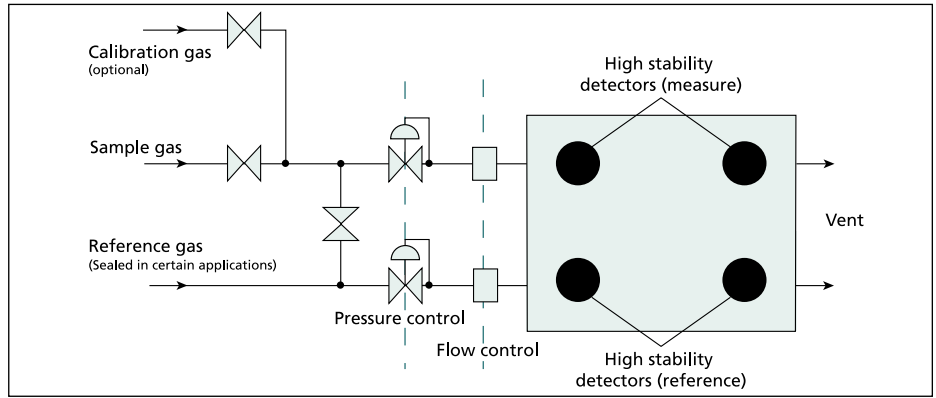 Calibration gas
(optional)
High stability
detectors (measure)
Sample gas
Vent
Reference gas
(Sealed in certain applications)
Pressure control
Flow control
High stability
detectors (reference)